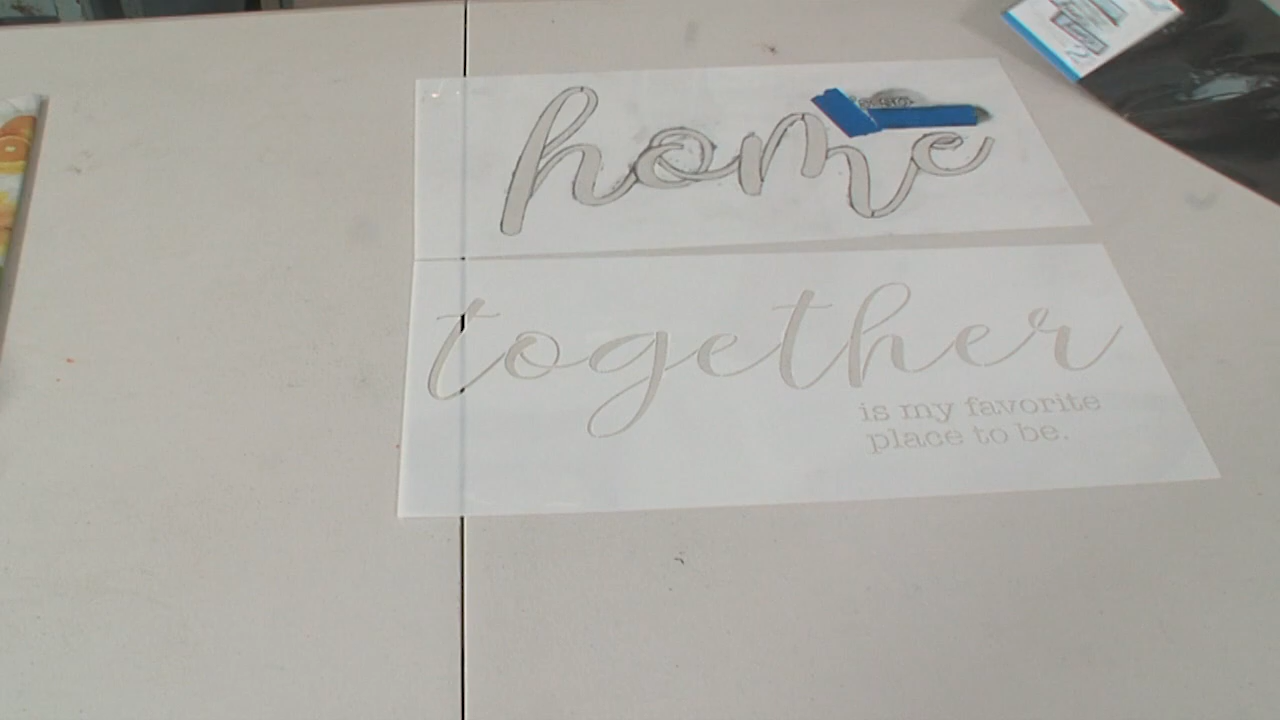 home
together
is my favorite
place to be.